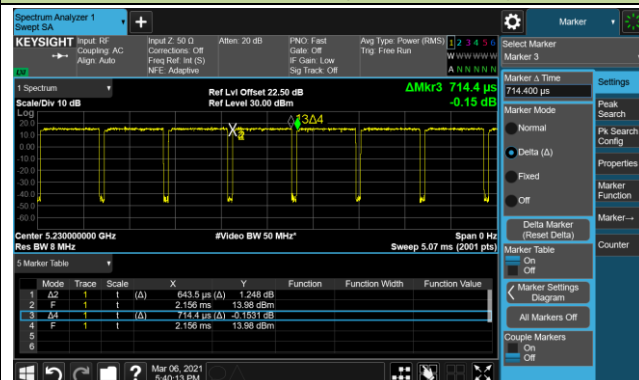 Spectrum Analyzer 1
Swept SA
Marker
KEYSIGHT
Input: RF
Coupling: AC
Align: Auto
Input Z: 50 Ω
Corrections: Off
Freq Ref: Int (S)
NFE: Adaptive
Atten: 20 dB
PNO: Fast
Gate: Off
IF Gain: Low
Sig Track: Off
Avg Type: Power (RMS)
Trig: Free Run
1 2 3 4 5 6
W W W W W W
A N N N N N
LXI
Select Marker
Marker 3
1 Spectrum
Scale/Div 10 dB
Ref Lvl Offset 22.50 dB
Ref Level 30.00 dBm
ΔMkr3 714.4 µs
-0.15 dB
Log
20.0
10.0
0.00
-10.0
-20.0
-30.0
-40.0
-50.0
-60.0
13Δ4
Center 5.230000000 GHz
Res BW 8 MHz
#Video BW 50 MHz*
Span 0 Hz
Sweep 5.07 ms (2001 pts)
5 Marker Table
Mode Trace Scale X Y Function Function Width Function Value
1 Δ2 1 t (Δ) 643.5 µs (Δ) 1.248 dB
2 F 1 t 2.156 ms 13.98 dBm
3 Δ4 1 t (Δ) 714.4 µs (Δ) -0.1531 dB
4 F 1 t 2.156 ms 13.98 dBm
5
6
Marker Δ Time
714.400 µs
Marker Mode
Normal
Delta (Δ)
Fixed
Off
Delta Marker
(Reset Delta)
Marker Table
On
Off
Marker Settings
Diagram
All Markers Off
Couple Markers
On
Off
Settings
Peak
Search
Pk Search
Config
Properties
Marker
Function
Marker→
Counter
?
Mar 06, 2021
5:40:13 PM